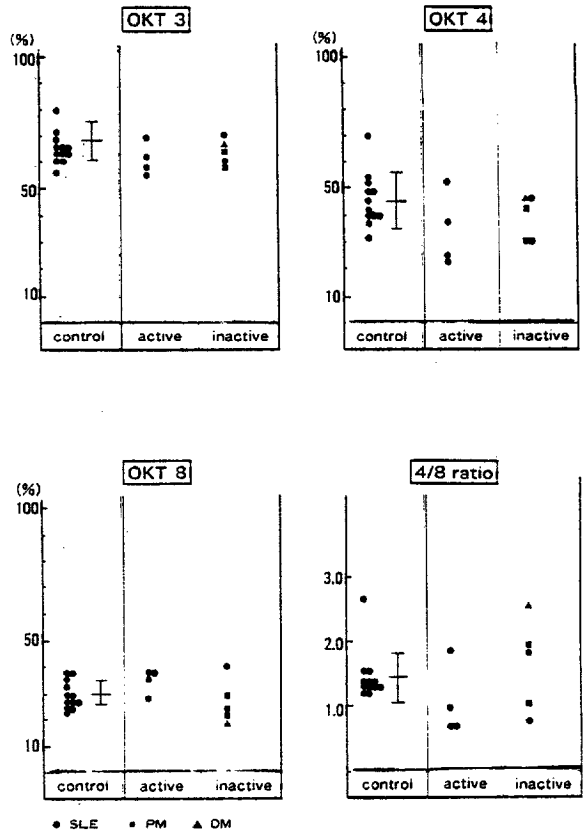 OKT 3
OKT 4
(%)
(%)
100
100
50
50
10
10
control active inactive
control active inactive
OKT 8
4/8 ratio
(%)
100
3.0
50
2.0
1.0
10
control active inactive
control active inactive
● SLE ▪ PM ▲ DM